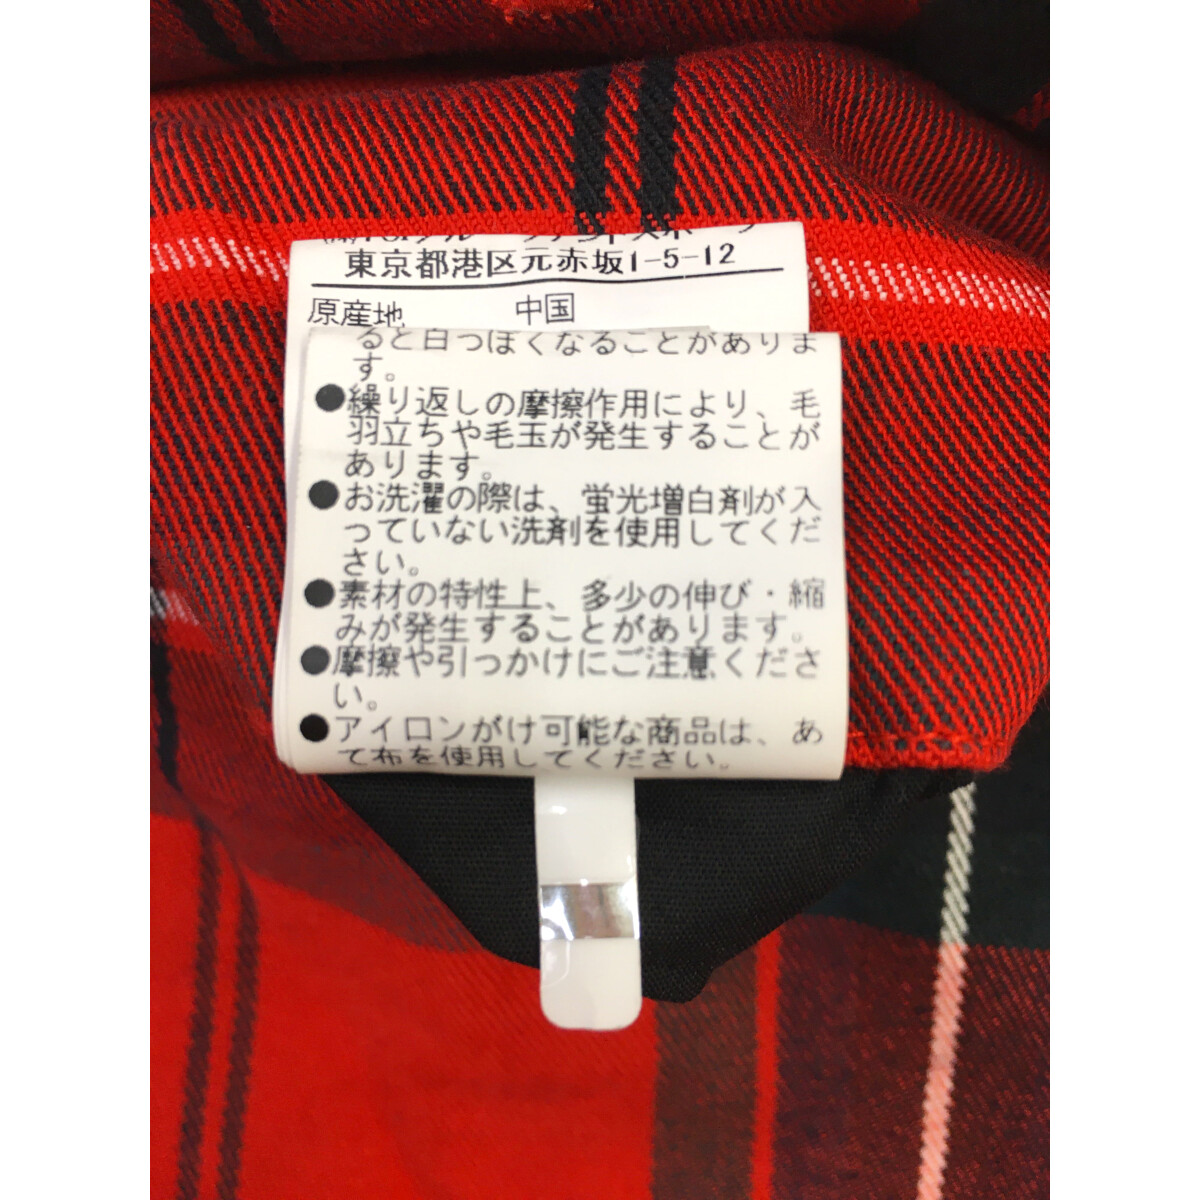 東京都港区元赤坂1-5-12
原産地 中国
ると白っぽくなることがありま
す。
●繰り返しの摩擦作用により、毛
羽立ちや毛玉が発生することが
あります。
●お洗濯の際は、蛍光増白剤が入
っていない洗剤を使用してくだ
さい。
●素材の特性上、多少の伸び・縮
みが発生することがあります。
●摩擦や引っかけにご注意くださ
い。
●アイロンがけ可能な商品は、あ
て布を使用してください。